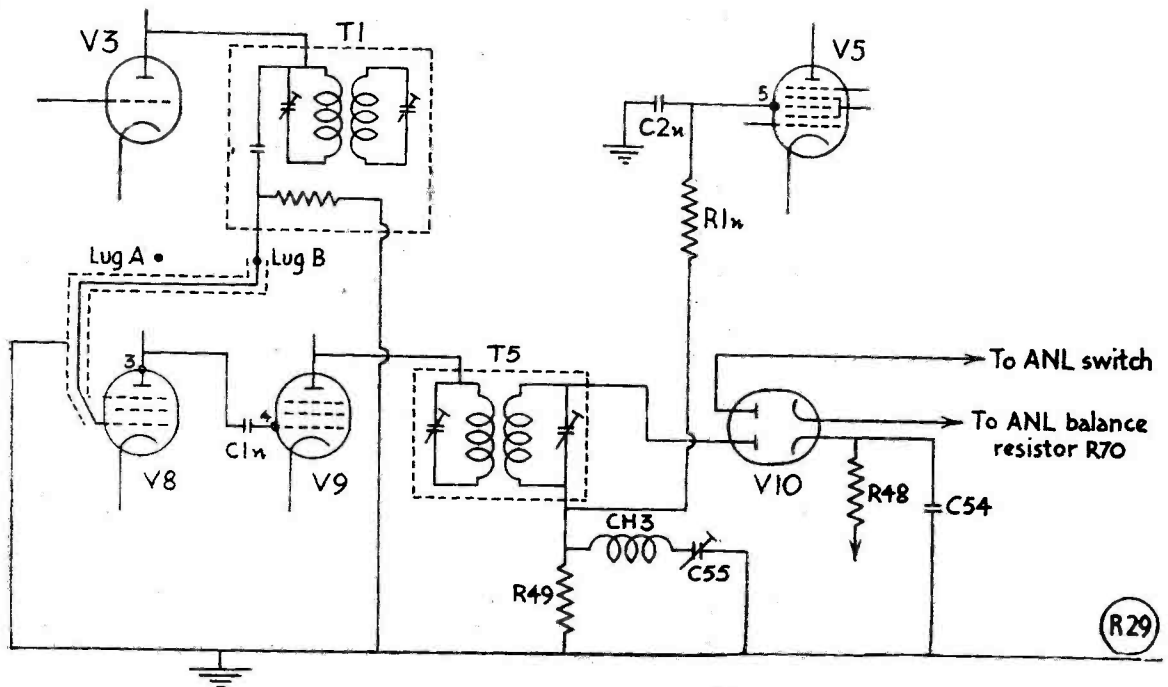 V3
T1
V5
5
C2n
R1n
Lug A
Lug B
3
4
C1n
V8
V9
T5
To ANL switch
To ANL balance
resistor R70
V10
R48
C54
CH3
C55
R49
R29